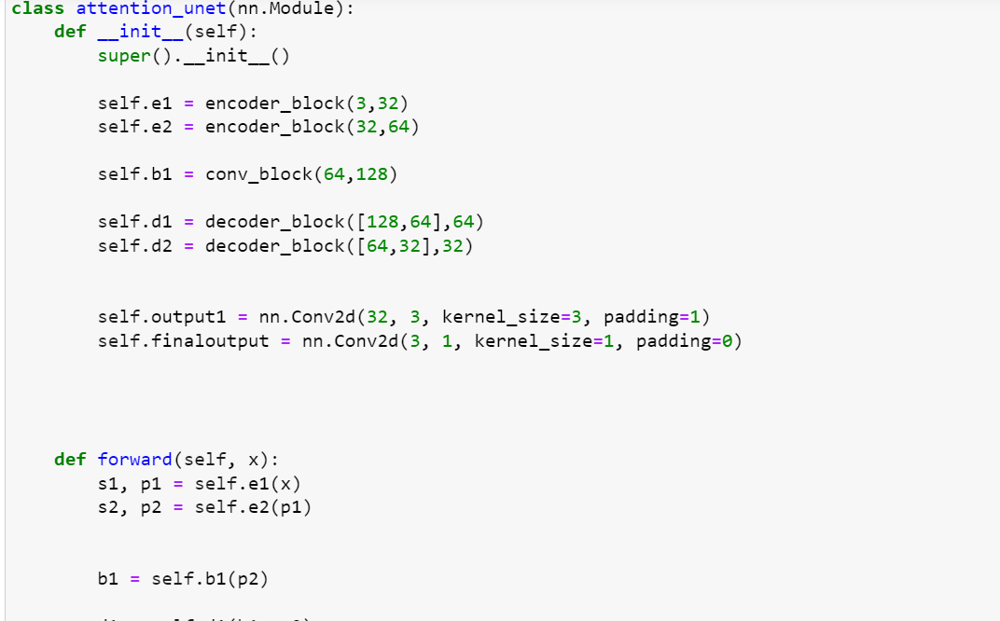 class attention_unet(nn.Module):
    def __init__(self):
        super().__init__()
        self.e1 = encoder_block(3,32)
        self.e2 = encoder_block(32,64)
        self.b1 = conv_block(64,128)
        self.d1 = decoder_block([128,64],64)
        self.d2 = decoder_block([64,32],32)
        self.output1 = nn.Conv2d(32, 3, kernel_size=3, padding=1)
        self.finaloutput = nn.Conv2d(3, 1, kernel_size=1, padding=0)
    def forward(self, x):
        s1, p1 = self.e1(x)
        s2, p2 = self.e2(p1)
        b1 = self.b1(p2)